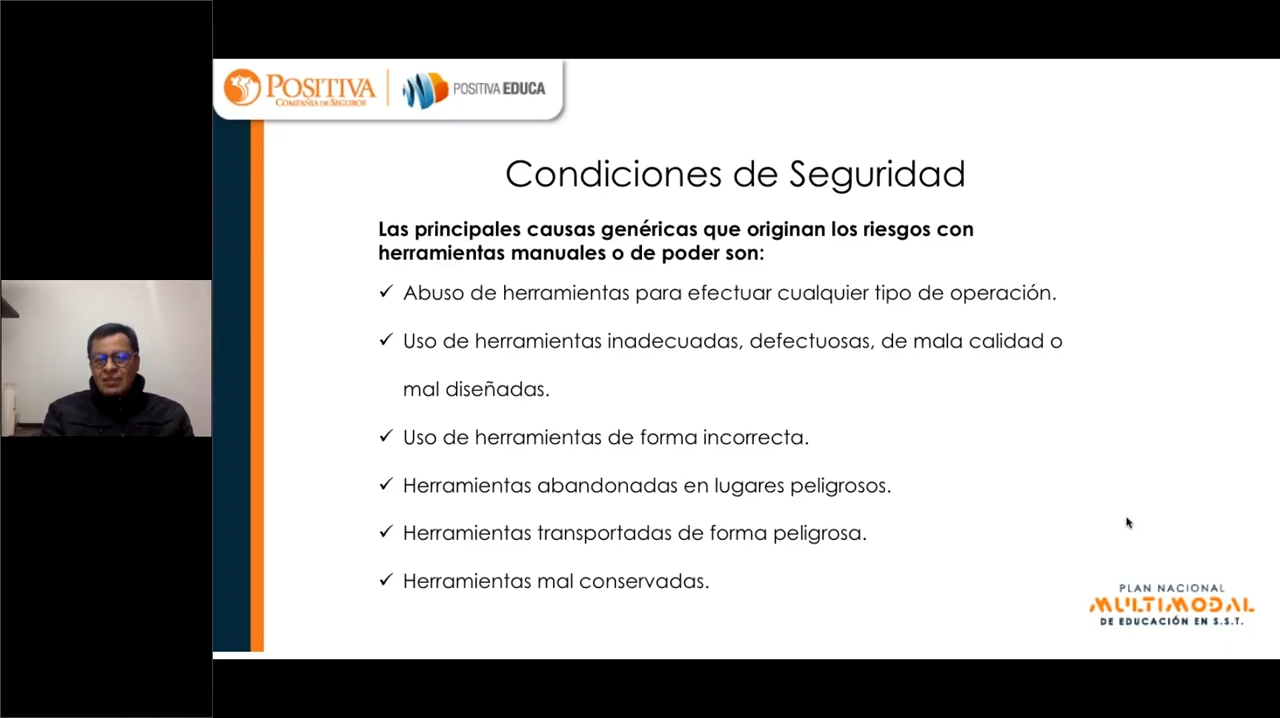 POSITIVA
COMPAÑIA DE SEGUROS
POSITIVA EDUCA
Condiciones de Seguridad
Las principales causas genéricas que originan los riesgos con
herramientas manuales o de poder son:
✓ Abuso de herramientas para efectuar cualquier tipo de operación.
✓ Uso de herramientas inadecuadas, defectuosas, de mala calidad o
mal diseñadas.
✓ Uso de herramientas de forma incorrecta.
✓ Herramientas abandonadas en lugares peligrosos.
✓ Herramientas transportadas de forma peligrosa.
✓ Herramientas mal conservadas.
PLAN NACIONAL
MULTIMODAL
DE EDUCACIÓN EN S.S.T.